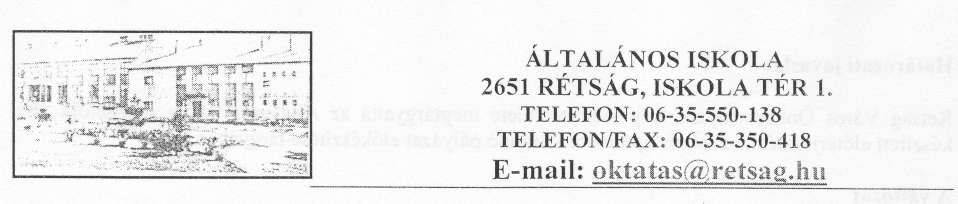 ÁLTALÁNOS ISKOLA
2651 RÉTSÁG, ISKOLA TÉR 1.
TELEFON: 06-35-550-138
TELEFON/FAX: 06-35-350-418
E-mail: oktatas@retsag.hu